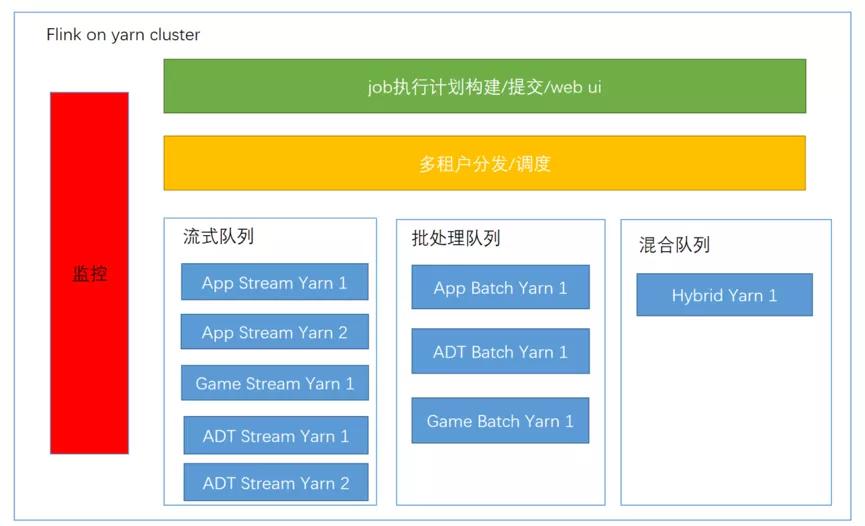 Flink on yarn cluster
job执行计划构建/提交/web ui
多租户分发/调度
监控
流式队列
App Stream Yarn 1
App Stream Yarn 2
Game Stream Yarn 1
ADT Stream Yarn 1
ADT Stream Yarn 2
批处理队列
App Batch Yarn 1
ADT Batch Yarn 1
Game Batch Yarn 1
混合队列
Hybrid Yarn 1